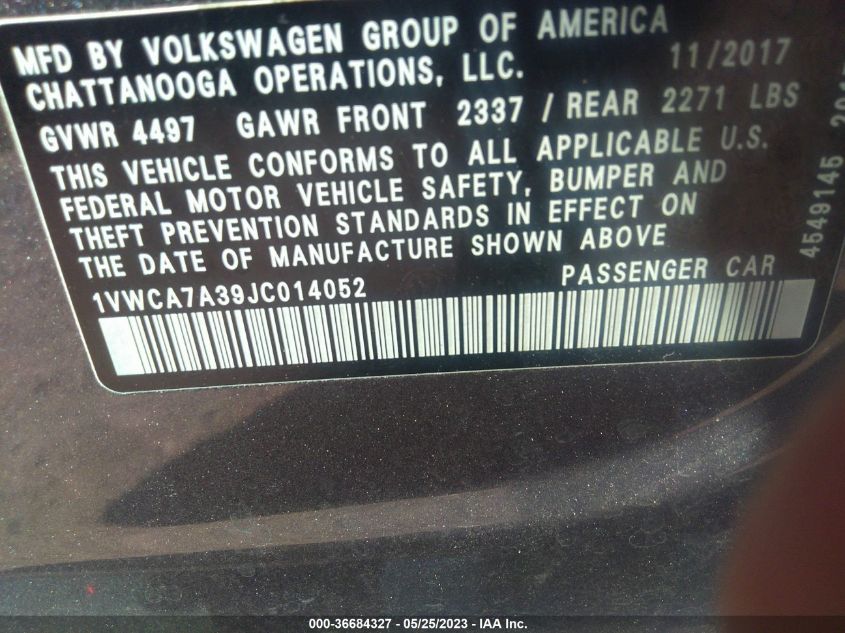 MFD BY VOLKSWAGEN GROUP OF AMERICA
CHATTANOOGA OPERATIONS, LLC. 11/2017
GVWR 4497 GAWR FRONT 2337 / REAR 2271 LBS
THIS VEHICLE CONFORMS TO ALL APPLICABLE U.S.
FEDERAL MOTOR VEHICLE SAFETY, BUMPER AND
THEFT PREVENTION STANDARDS IN EFFECT ON
THE DATE OF MANUFACTURE SHOWN ABOVE
1VWCA7A39JC014052 PASSENGER CAR
4549145
000-36684327 - 05/25/2023 - IAA Inc.